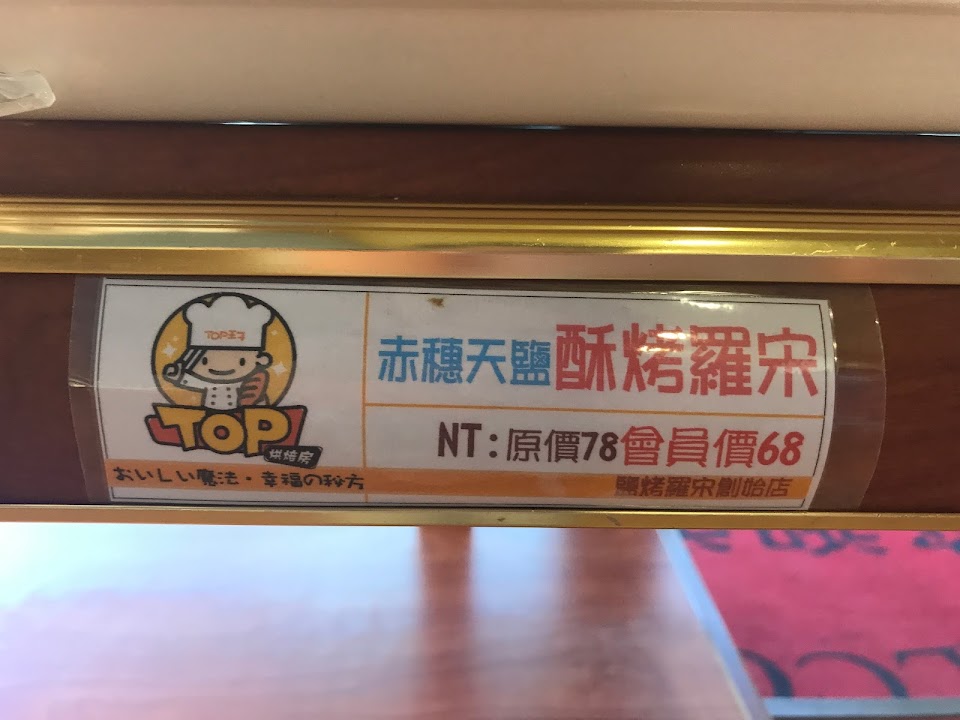 TOP王子
TOP
烘焙房
おいしい魔法・幸福の秘方
赤穗天鹽酥烤羅宋
NT:原價78會員價68
鹽烤羅宋創始店